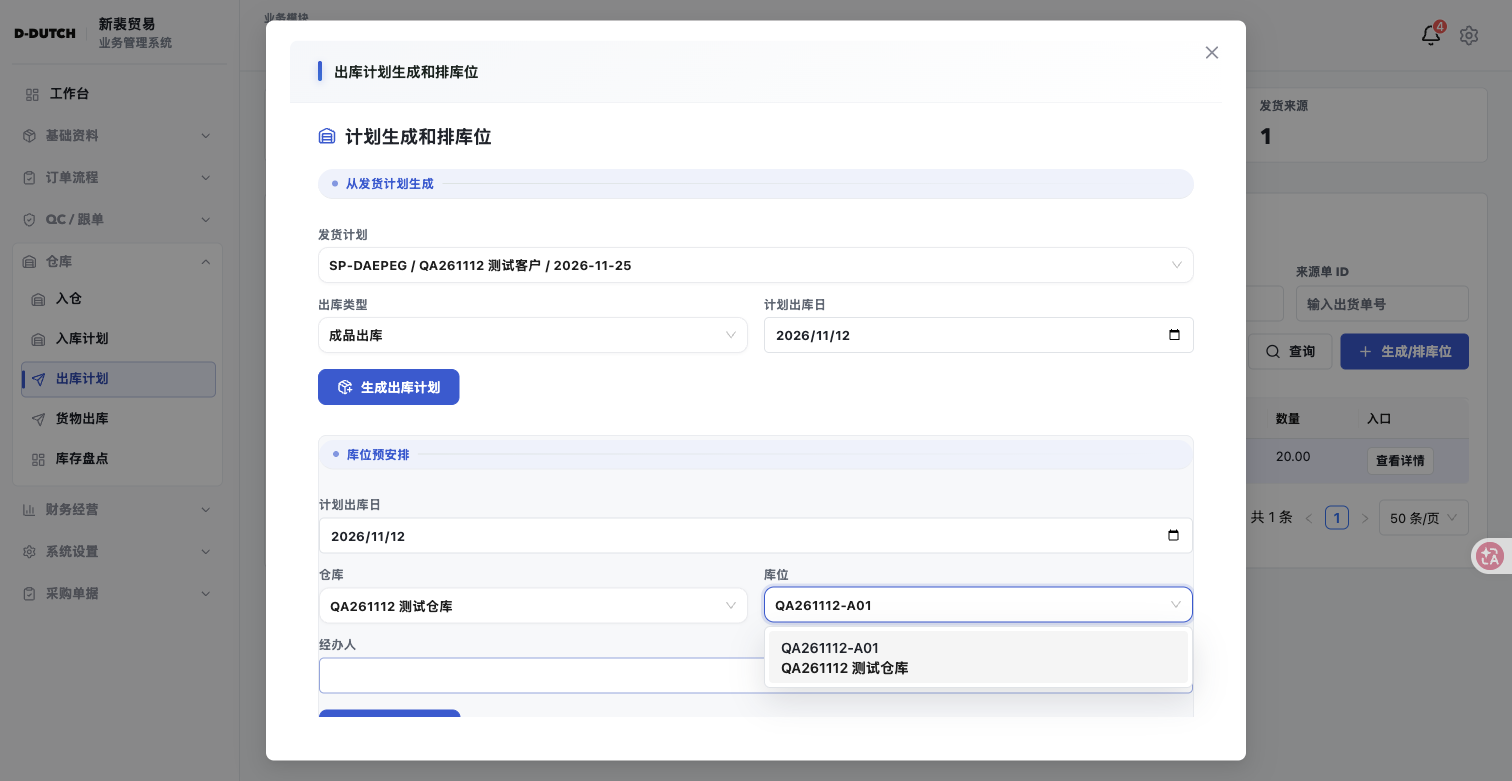 D-DUTCH
新裴贸易
业务管理系统
工作台
基础资料
订单流程
QC / 跟单
仓库
入仓
入库计划
出库计划
货物出库
库存盘点
财务经营
系统设置
采购单据
业务模块
4
发货来源
1
来源单 ID
输入出货单号
查询
生成/排库位
数量
入口
20.00
查看详情
共 1 条
1
50 条/页
出库计划生成和排库位
计划生成和排库位
从发货计划生成
发货计划
SP-DAEPEG / QA261112 测试客户 / 2026-11-25
出库类型
计划出库日
成品出库
2026/11/12
生成出库计划
库位预安排
计划出库日
2026/11/12
仓库
库位
QA261112 测试仓库
QA261112-A01
经办人
QA261112-A01
QA261112 测试仓库